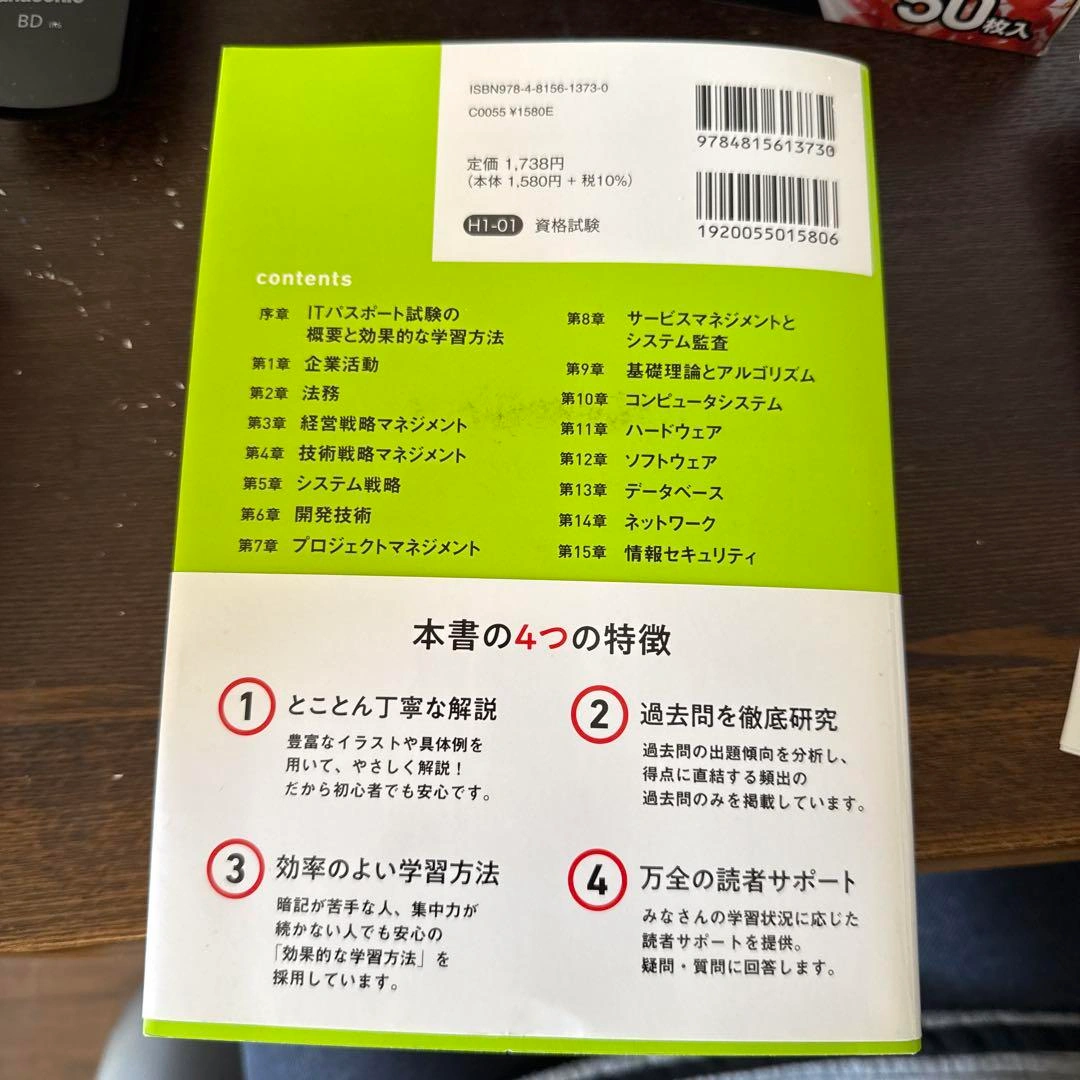 BD
50枚入
ISBN978-4-8156-1373-0
C0055 ¥1580E
定価 1,738円
(本体 1,580円 + 税10%)
H1-01 資格試験
9784815613730
1920055015806
contents
序章 ITパスポート試験の
概要と効果的な学習方法
第1章 企業活動
第2章 法務
第3章 経営戦略マネジメント
第4章 技術戦略マネジメント
第5章 システム戦略
第6章 開発技術
第7章 プロジェクトマネジメント
第8章 サービスマネジメントと
システム監査
第9章 基礎理論とアルゴリズム
第10章 コンピュータシステム
第11章 ハードウェア
第12章 ソフトウェア
第13章 データベース
第14章 ネットワーク
第15章 情報セキュリティ
本書の4つの特徴
1 とことん丁寧な解説
豊富なイラストや具体例を
用いて、やさしく解説！
だから初心者でも安心です。
2 過去問を徹底研究
過去問の出題傾向を分析し、
得点に直結する頻出の
過去問のみを掲載しています。
3 効率のよい学習方法
暗記が苦手な人、集中力が
続かない人でも安心の
「効果的な学習方法」を
採用しています。
4 万全の読者サポート
みなさんの学習状況に応じた
読者サポートを提供。
疑問・質問に回答します。